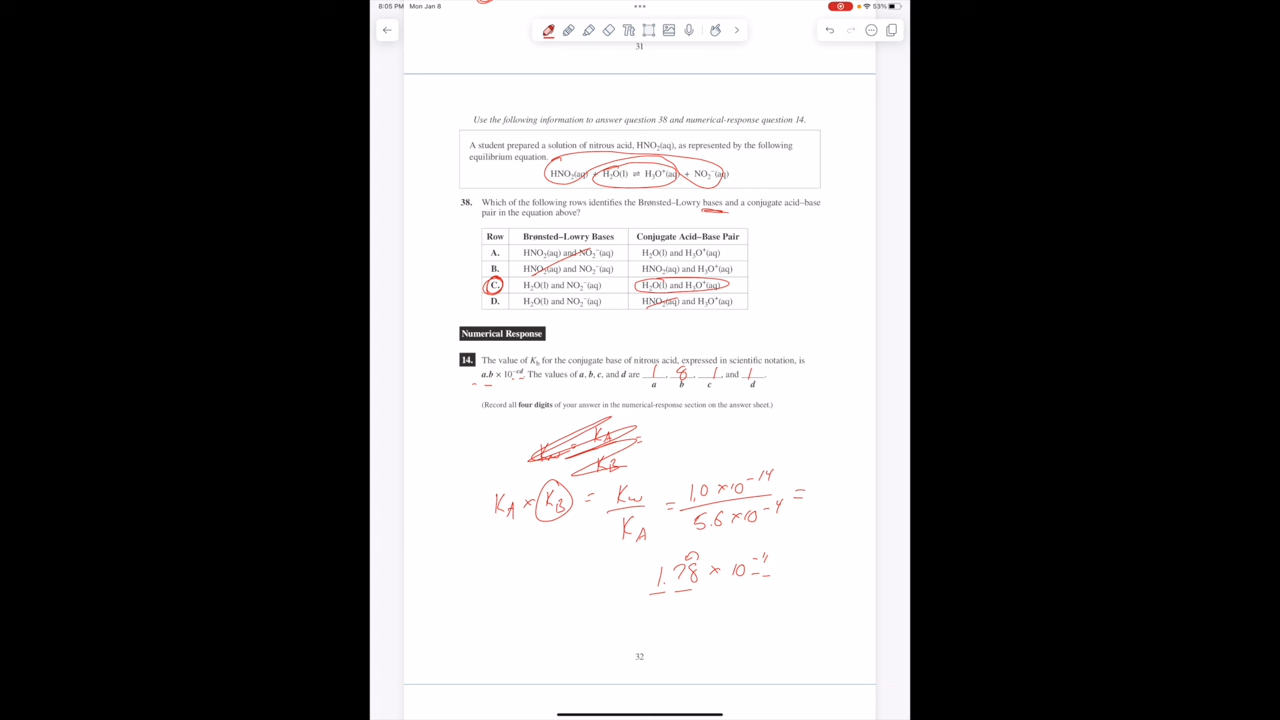 8:05 PM Mon Jan 8
53%
31
Use the following information to answer question 38 and numerical-response question 14.
A student prepared a solution of nitrous acid, HNO₂(aq), as represented by the following
equilibrium equation.
HNO₂(aq) + H₂O(l) ⇌ H₃O⁺(aq) + NO₂⁻(aq)
38. Which of the following rows identifies the Brønsted–Lowry bases and a conjugate acid–base
pair in the equation above?
Row Brønsted–Lowry Bases Conjugate Acid–Base Pair
A. HNO₂(aq) and NO₂⁻(aq) H₂O(l) and H₃O⁺(aq)
B. HNO₂(aq) and NO₂⁻(aq) HNO₂(aq) and H₃O⁺(aq)
C. H₂O(l) and NO₂⁻(aq) H₂O(l) and H₃O⁺(aq)
D. H₂O(l) and NO₂⁻(aq) HNO₂(aq) and H₃O⁺(aq)
Numerical Response
14. The value of K_b for the conjugate base of nitrous acid, expressed in scientific notation, is
a.b × 10⁻ᶜᵈ. The values of a, b, c, and d are 1, 8, 1, and 1.
a b c d
(Record all four digits of your answer in the numerical-response section on the answer sheet.)
Kw = KA =
KB
KA × KB = Kw = 1.0 × 10⁻¹⁴ =
KA 5.6 × 10⁻⁴
1.78 × 10⁻¹¹
32